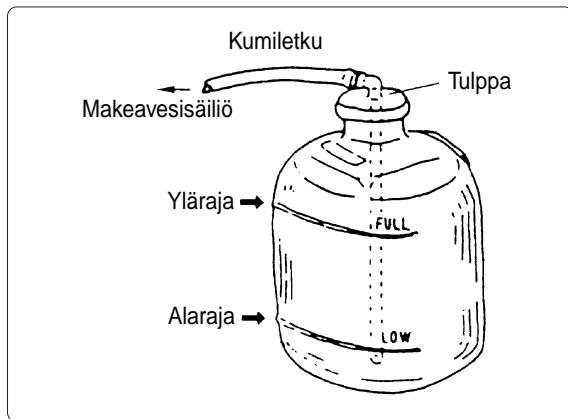 Kumiletku
Tulppa
Makeavesisäiliö
Yläraja
FULL
Alaraja
LOW